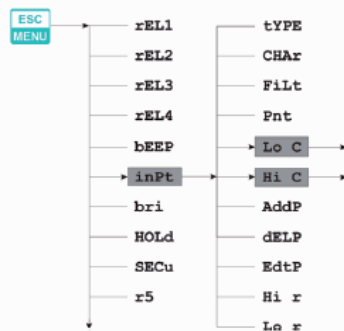 ESC
MENU
rEL1
rEL2
rEL3
rEL4
bEEP
inPt
bri
HOLd
SECu
r5
tYPE
CHAr
FiLt
Pnt
Lo C
Hi C
AddP
dELP
EdtP
Hi r
Lo r